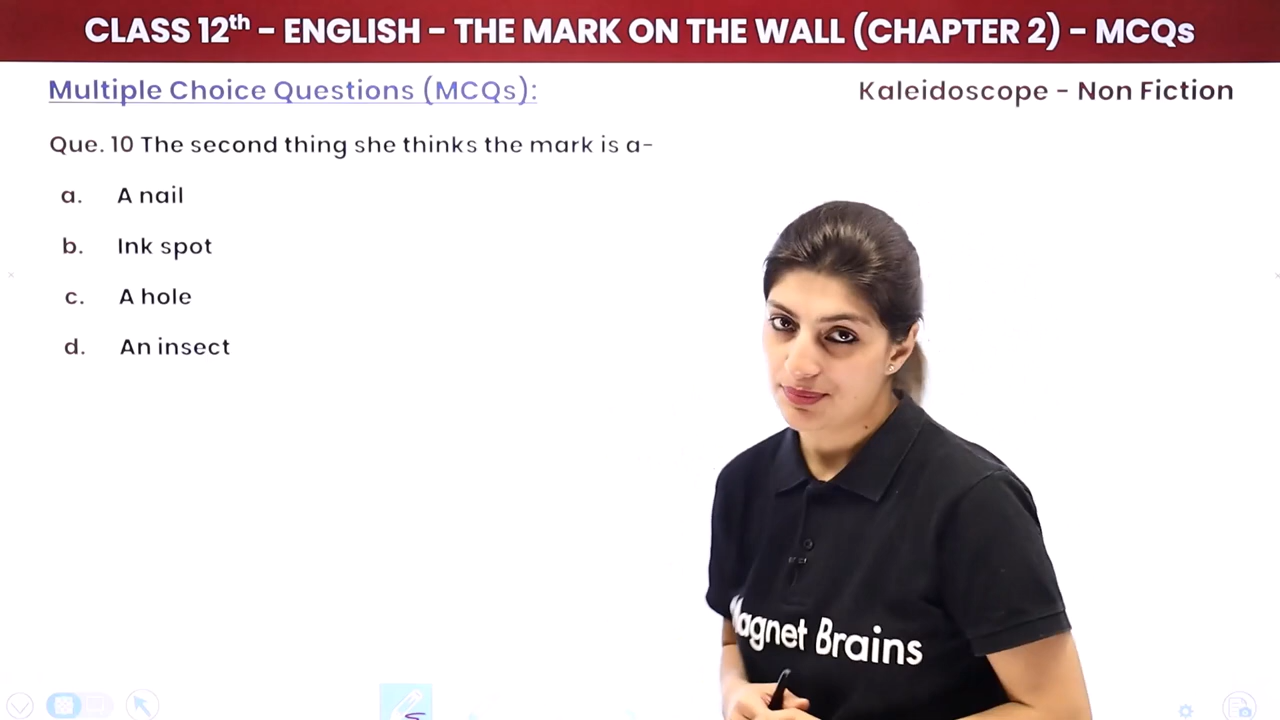 CLASS 12th - ENGLISH - THE MARK ON THE WALL (CHAPTER 2) - MCQs
Multiple Choice Questions (MCQs):
Kaleidoscope - Non Fiction
Que. 10 The second thing she thinks the mark is a-
a. A nail
b. Ink spot
c. A hole
d. An insect
Magnet Brains